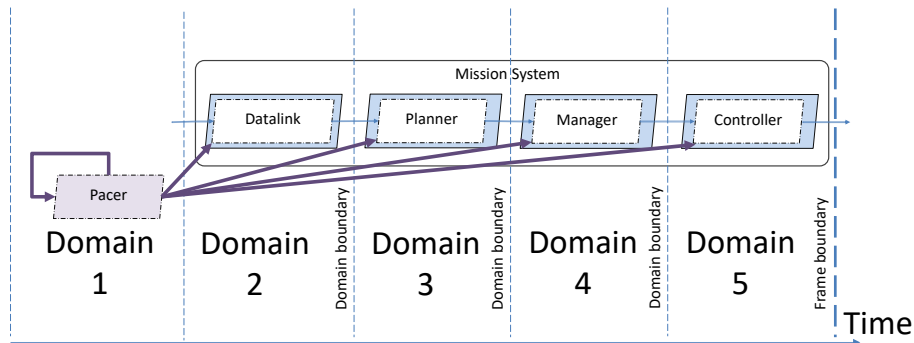 Mission System
Datalink
Planner
Manager
Controller
Pacer
Domain
1
Domain
2
Domain boundary
Domain
3
Domain boundary
Domain
4
Domain boundary
Domain
5
Frame boundary
Time